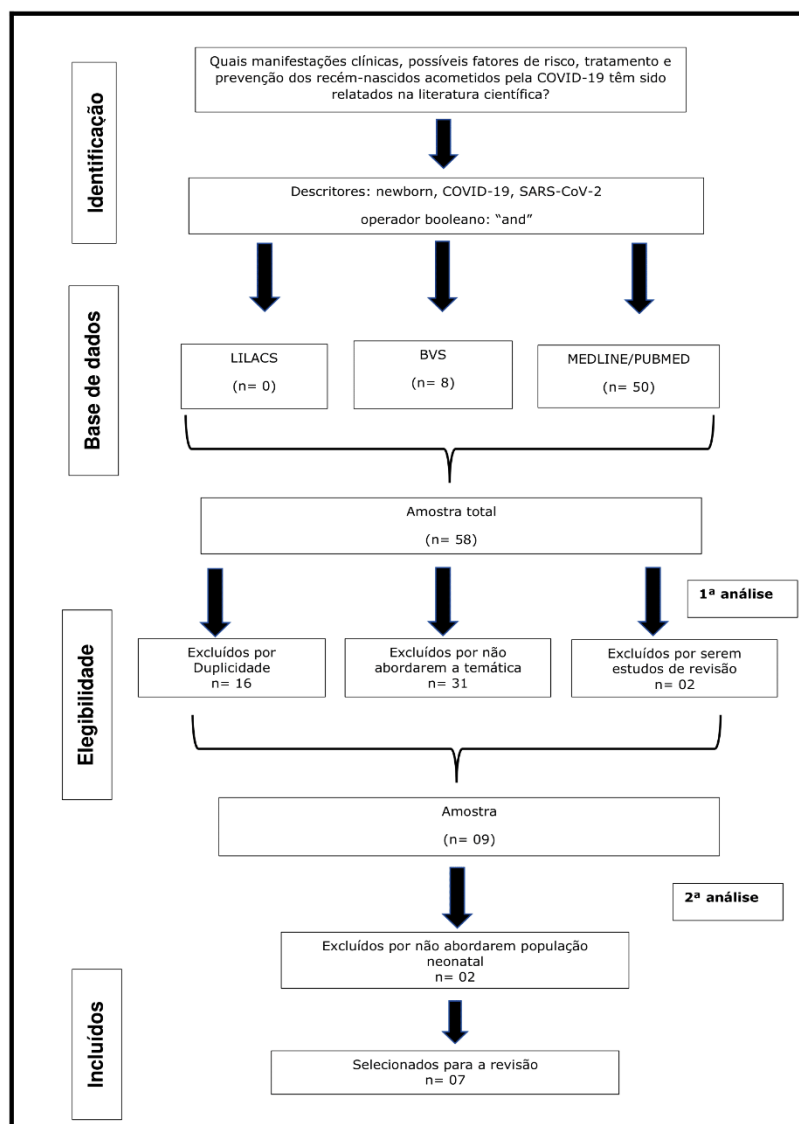 Identificação
Quais manifestações clínicas, possíveis fatores de risco, tratamento e
prevenção dos recém-nascidos acometidos pela COVID-19 têm sido
relatados na literatura científica?
Descritores: newborn, COVID-19, SARS-CoV-2
operador booleano: “and”
Base de dados
LILACS
(n= 0)
BVS
(n= 8)
MEDLINE/PUBMED
(n= 50)
Amostra total
(n= 58)
1ª análise
Elegibilidade
Excluídos por
Duplicidade
n= 16
Excluídos por não
abordarem a temática
n= 31
Excluídos por serem
estudos de revisão
n= 02
Amostra
(n= 09)
2ª análise
Excluídos por não abordarem população
neonatal
n= 02
Incluídos
Selecionados para a revisão
n= 07